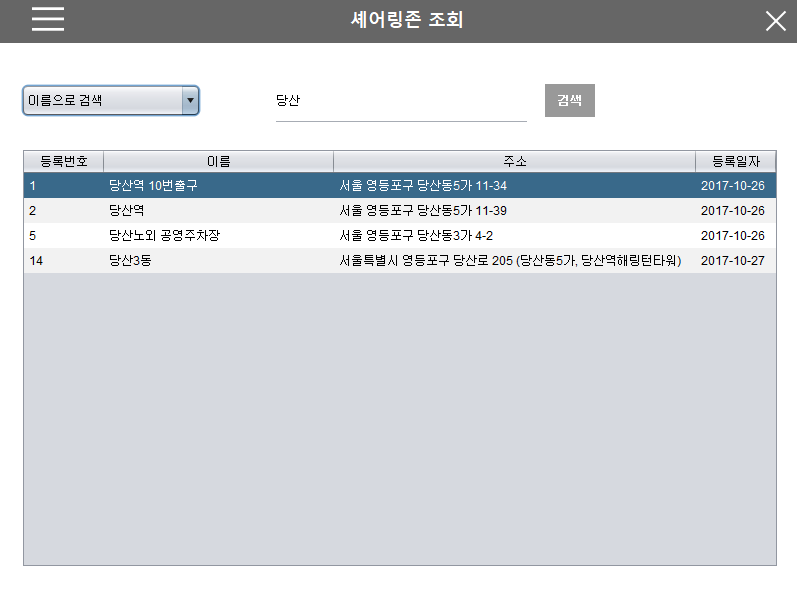 셰어링존 조회
이름으로 검색 당산 검색
등록번호 이름 주소 등록일자
1 당산역 10번출구 서울 영등포구 당산동5가 11-34 2017-10-26
2 당산역 서울 영등포구 당산동5가 11-39 2017-10-26
5 당산노외 공영주차장 서울 영등포구 당산동3가 4-2 2017-10-26
14 당산3동 서울특별시 영등포구 당산로 205 (당산동5가, 당산역해링턴타워) 2017-10-27